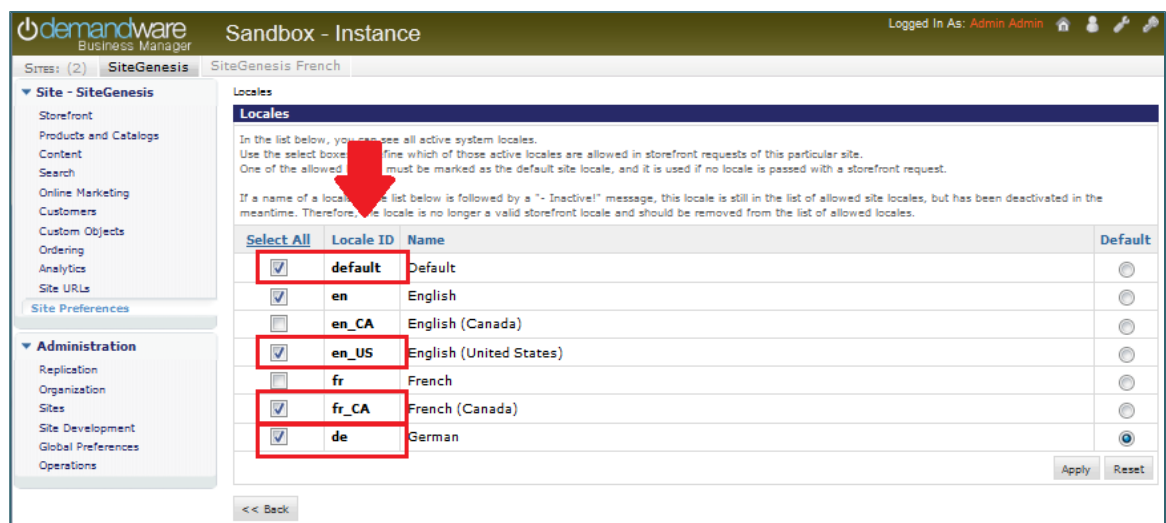 demandware
Business Manager
Sandbox - Instance
Logged In As: Admin Admin
SITES: (2) SiteGenesis SiteGenesis French
Site - SiteGenesis
Storefront
Products and Catalogs
Content
Search
Online Marketing
Customers
Custom Objects
Ordering
Analytics
Site URLs
Site Preferences
Administration
Replication
Organization
Sites
Site Development
Global Preferences
Operations
Locales
Locales
In the list below, you can see all active system locales.
Use the select boxes fine which of those active locales are allowed in storefront requests of this particular site.
One of the allowed must be marked as the default site locale, and it is used if no locale is passed with a storefront request.
If a name of a list below is followed by a "- Inactive!" message, this locale is still in the list of allowed site locales, but has been deactivated in the
meantime. Therefore, locale is no longer a valid storefront locale and should be removed from the list of allowed locales.
Select All Locale ID Name Default
default Default
en English
en_CA English (Canada)
en_US English (United States)
fr French
fr_CA French (Canada)
de German
Apply Reset
<< Back